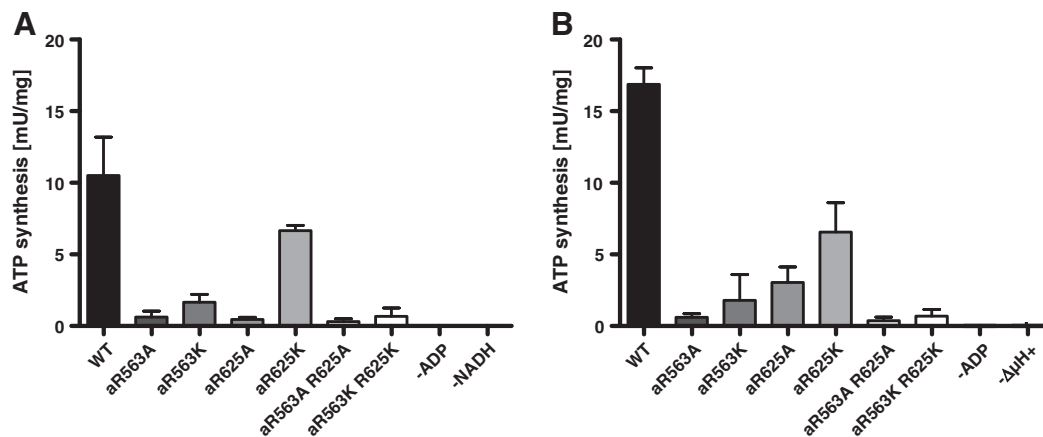 A
ATP synthesis [mU/mg]
20
15
10
5
0
WT
aR563A
aR563K
aR625A
aR625K
aR563A R625A
aR563K R625K
-ADP
-NADH
B
ATP synthesis [mU/mg]
20
15
10
5
0
WT
aR563A
aR563K
aR625A
aR625K
aR563A R625A
aR563K R625K
-ADP
-ΔμH+